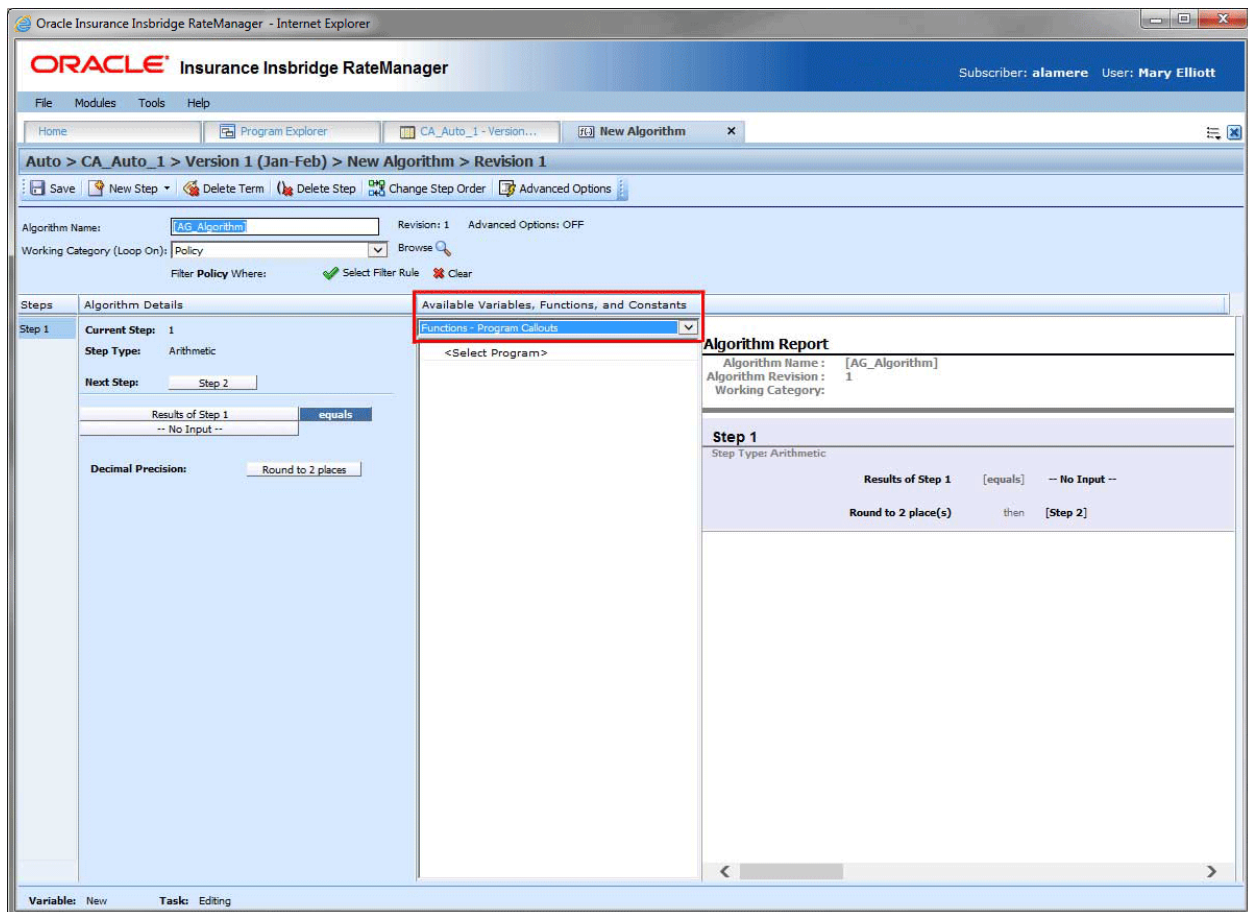 Oracle Insurance Insbridge RateManager - Internet Explorer
ORACLE Insurance Insbridge RateManager
Subscriber: alamere User: Mary Elliott
File Modules Tools Help
Home Program Explorer CA_Auto_1 - Version... f(x) New Algorithm x
Auto > CA_Auto_1 > Version 1 (Jan-Feb) > New Algorithm > Revision 1
Save New Step Delete Term Delete Step Change Step Order Advanced Options
Algorithm Name: [AG_Algorithm] Revision: 1 Advanced Options: OFF
Working Category (Loop On): Policy Browse
Filter Policy Where: Select Filter Rule Clear
Steps Algorithm Details Available Variables, Functions, and Constants
Step 1
Current Step: 1
Step Type: Arithmetic
Next Step: Step 2
Results of Step 1 equals
-- No Input --
Decimal Precision: Round to 2 places
Functions - Program Callouts
<Select Program>
Algorithm Report
Algorithm Name : [AG_Algorithm]
Algorithm Revision : 1
Working Category:
Step 1
Step Type: Arithmetic
Results of Step 1 [equals] -- No Input --
Round to 2 place(s) then [Step 2]
Variable: New Task: Editing